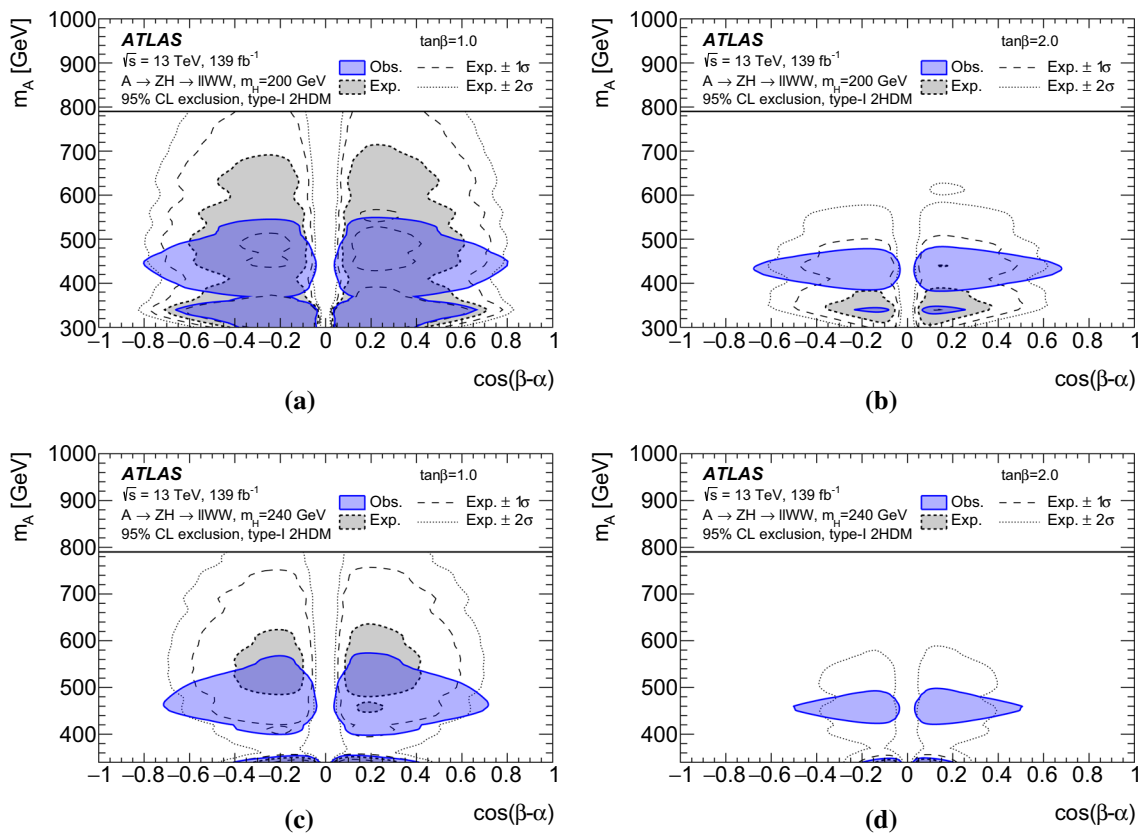 1000
900
800
700
600
500
400
300
m_A [GeV]
ATLAS
√s = 13 TeV, 139 fb⁻¹
A → ZH → llWW, m_H=200 GeV
95% CL exclusion, type-I 2HDM
tanβ=1.0
Obs.
Exp.
Exp. ± 1σ
Exp. ± 2σ
−1 −0.8 −0.6 −0.4 −0.2 0 0.2 0.4 0.6 0.8 1
cos(β-α)
(a)
1000
900
800
700
600
500
400
300
m_A [GeV]
ATLAS
√s = 13 TeV, 139 fb⁻¹
A → ZH → llWW, m_H=200 GeV
95% CL exclusion, type-I 2HDM
tanβ=2.0
Obs.
Exp.
Exp. ± 1σ
Exp. ± 2σ
−1 −0.8 −0.6 −0.4 −0.2 0 0.2 0.4 0.6 0.8 1
cos(β-α)
(b)
1000
900
800
700
600
500
400
m_A [GeV]
ATLAS
√s = 13 TeV, 139 fb⁻¹
A → ZH → llWW, m_H=240 GeV
95% CL exclusion, type-I 2HDM
tanβ=1.0
Obs.
Exp.
Exp. ± 1σ
Exp. ± 2σ
−1 −0.8 −0.6 −0.4 −0.2 0 0.2 0.4 0.6 0.8 1
cos(β-α)
(c)
1000
900
800
700
600
500
400
m_A [GeV]
ATLAS
√s = 13 TeV, 139 fb⁻¹
A → ZH → llWW, m_H=240 GeV
95% CL exclusion, type-I 2HDM
tanβ=2.0
Obs.
Exp.
Exp. ± 1σ
Exp. ± 2σ
−1 −0.8 −0.6 −0.4 −0.2 0 0.2 0.4 0.6 0.8 1
cos(β-α)
(d)